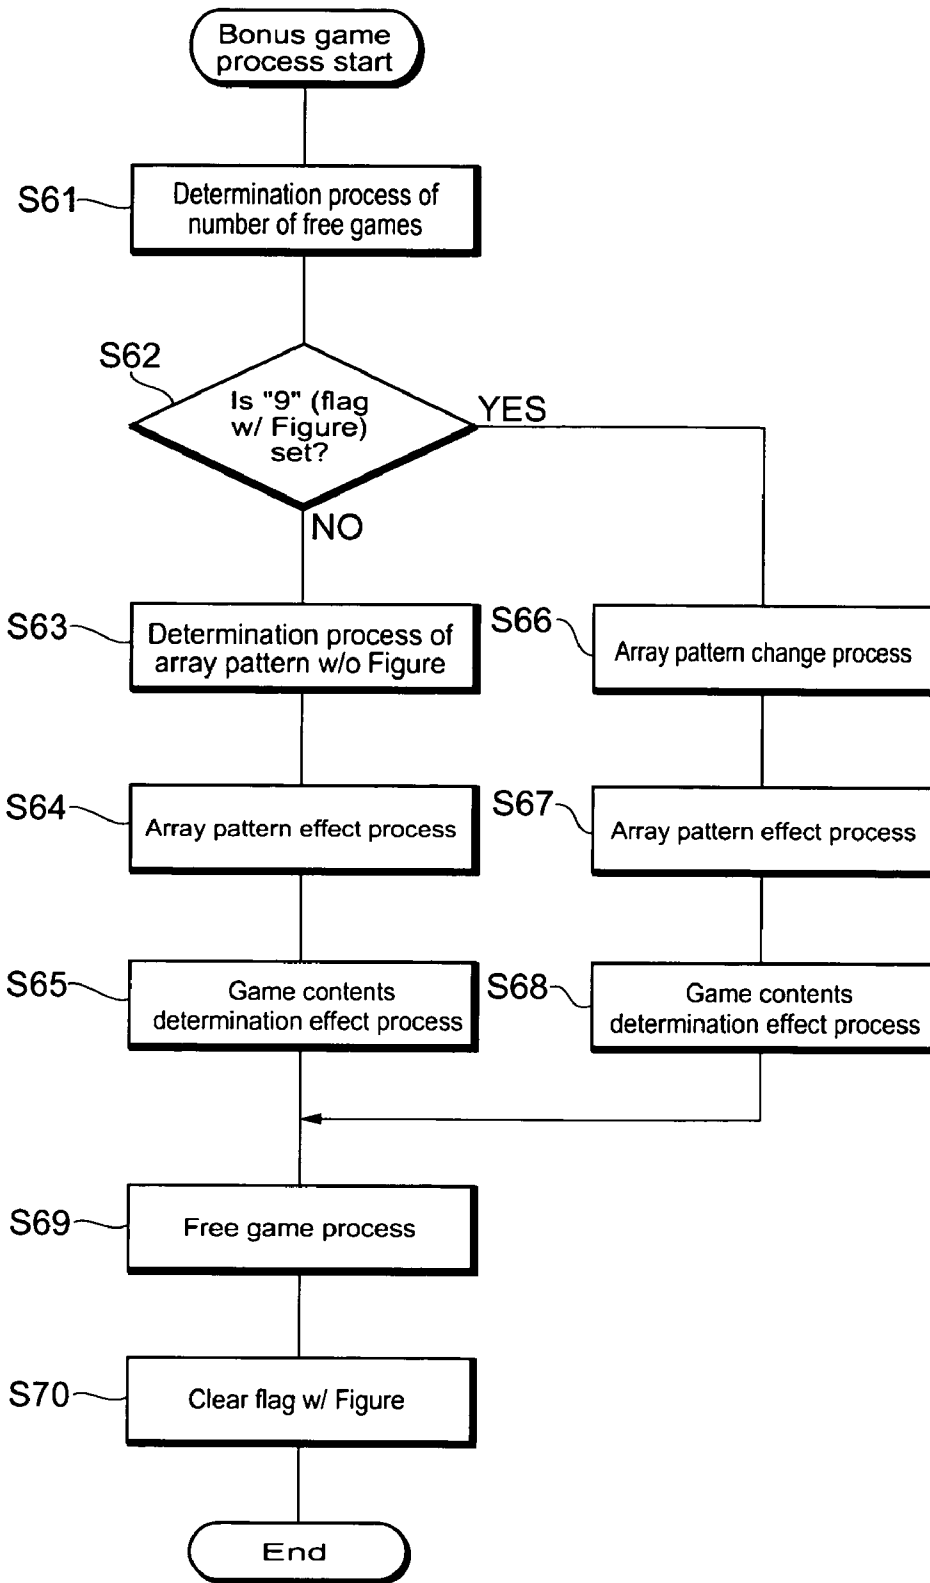 Bonus game
process start
S61
Determination process of
number of free games
S62
Is "9" (flag
w/ Figure)
set?
YES
NO
S63
Determination process of
array pattern w/o Figure
S66
Array pattern change process
S64
Array pattern effect process
S67
Array pattern effect process
S65
Game contents
determination effect process
S68
Game contents
determination effect process
S69
Free game process
S70
Clear flag w/ Figure
End